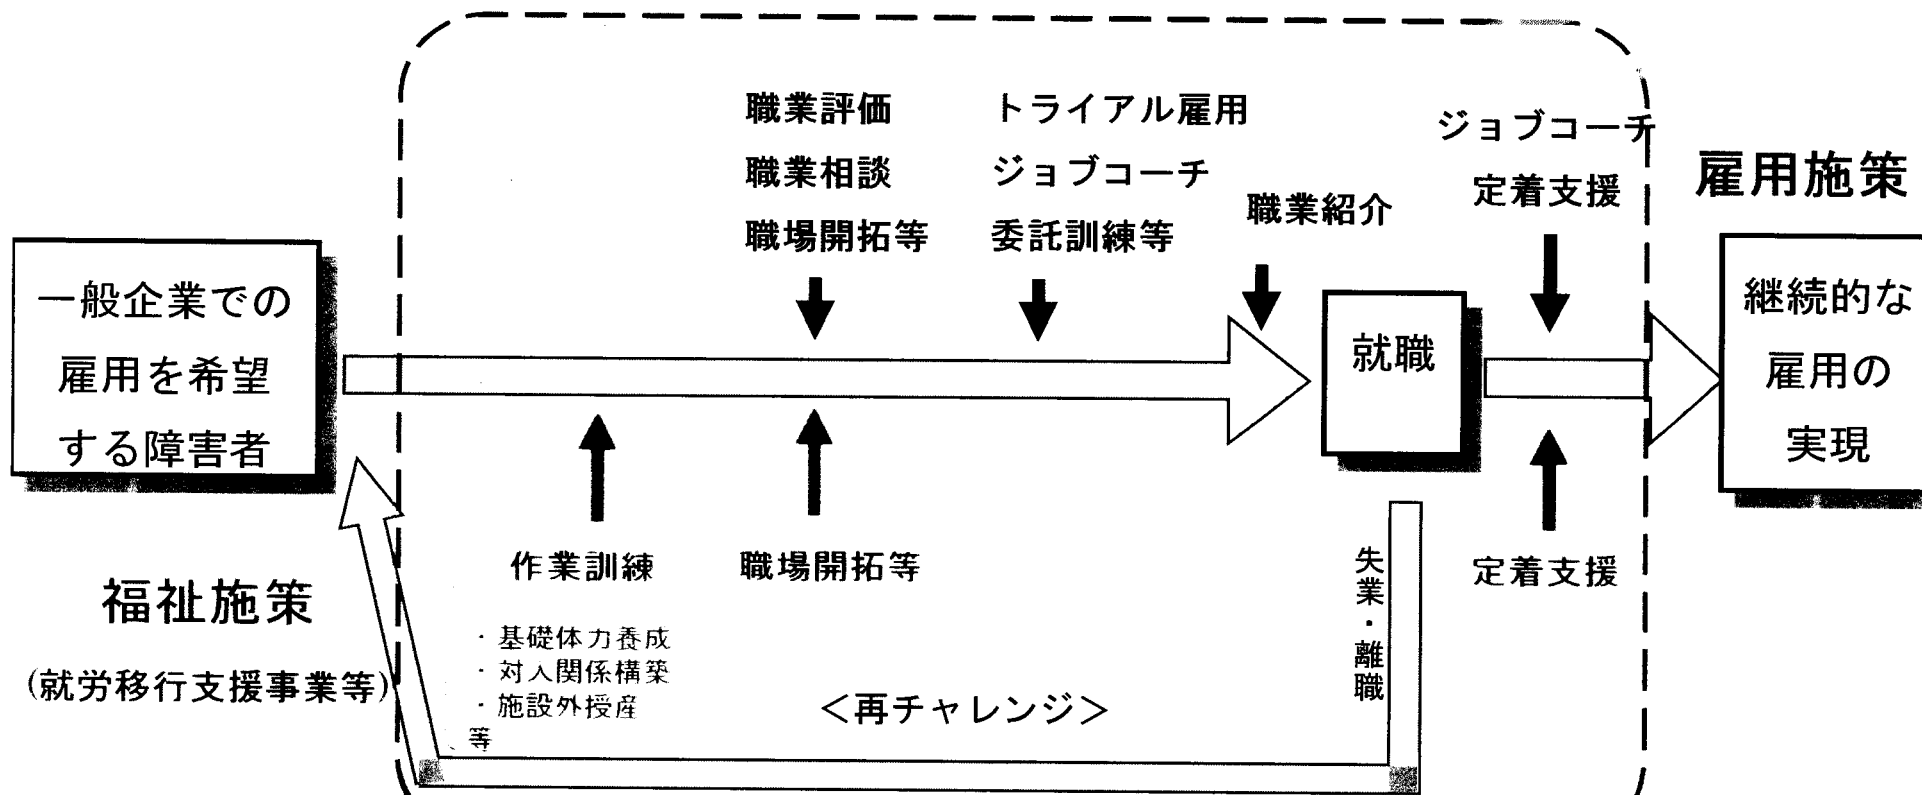 職業評価
職業相談
職場開拓等
トライアル雇用
ジョブコーチ
委託訓練等
職業紹介
ジョブコーチ
定着支援
雇用施策
一般企業での
雇用を希望
する障害者
就職
継続的な
雇用の
実現
作業訓練
・基礎体力養成
・対人関係構築
・施設外授産
等
職場開拓等
失業・離職
定着支援
福祉施策
(就労移行支援事業等)
＜再チャレンジ＞